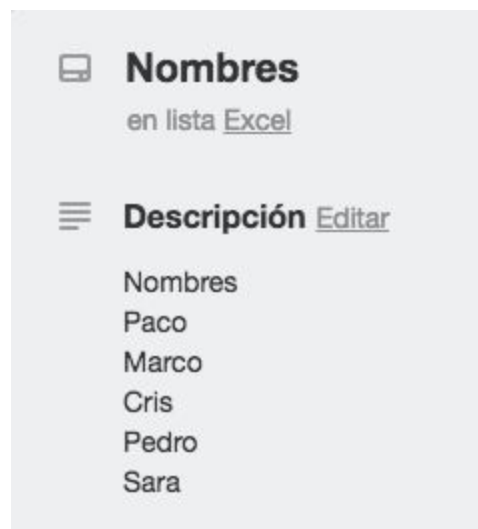 Nombres
en lista Excel
Descripción Editar
Nombres
Paco
Marco
Cris
Pedro
Sara